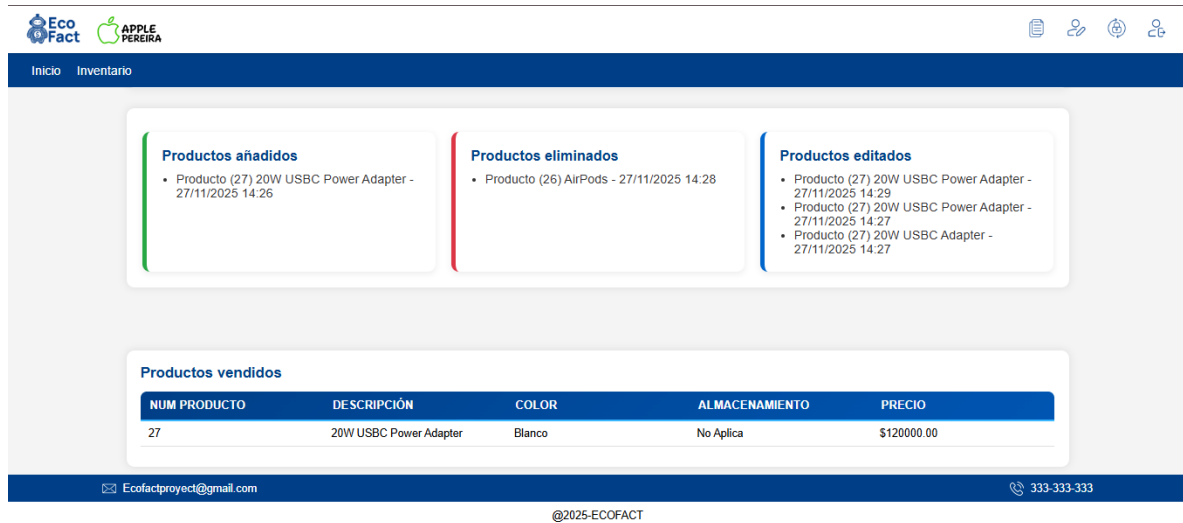 Eco
Fact
APPLE
PEREIRA
Inicio Inventario
Productos añadidos
• Producto (27) 20W USBC Power Adapter -
27/11/2025 14:26
Productos eliminados
• Producto (26) AirPods - 27/11/2025 14:28
Productos editados
• Producto (27) 20W USBC Power Adapter -
27/11/2025 14:29
• Producto (27) 20W USBC Power Adapter -
27/11/2025 14:27
• Producto (27) 20W USBC Adapter -
27/11/2025 14:27
Productos vendidos
NUM PRODUCTO DESCRIPCIÓN COLOR ALMACENAMIENTO PRECIO
27 20W USBC Power Adapter Blanco No Aplica $120000.00
Ecofactproyect@gmail.com 333-333-333
@2025-ECOFACT